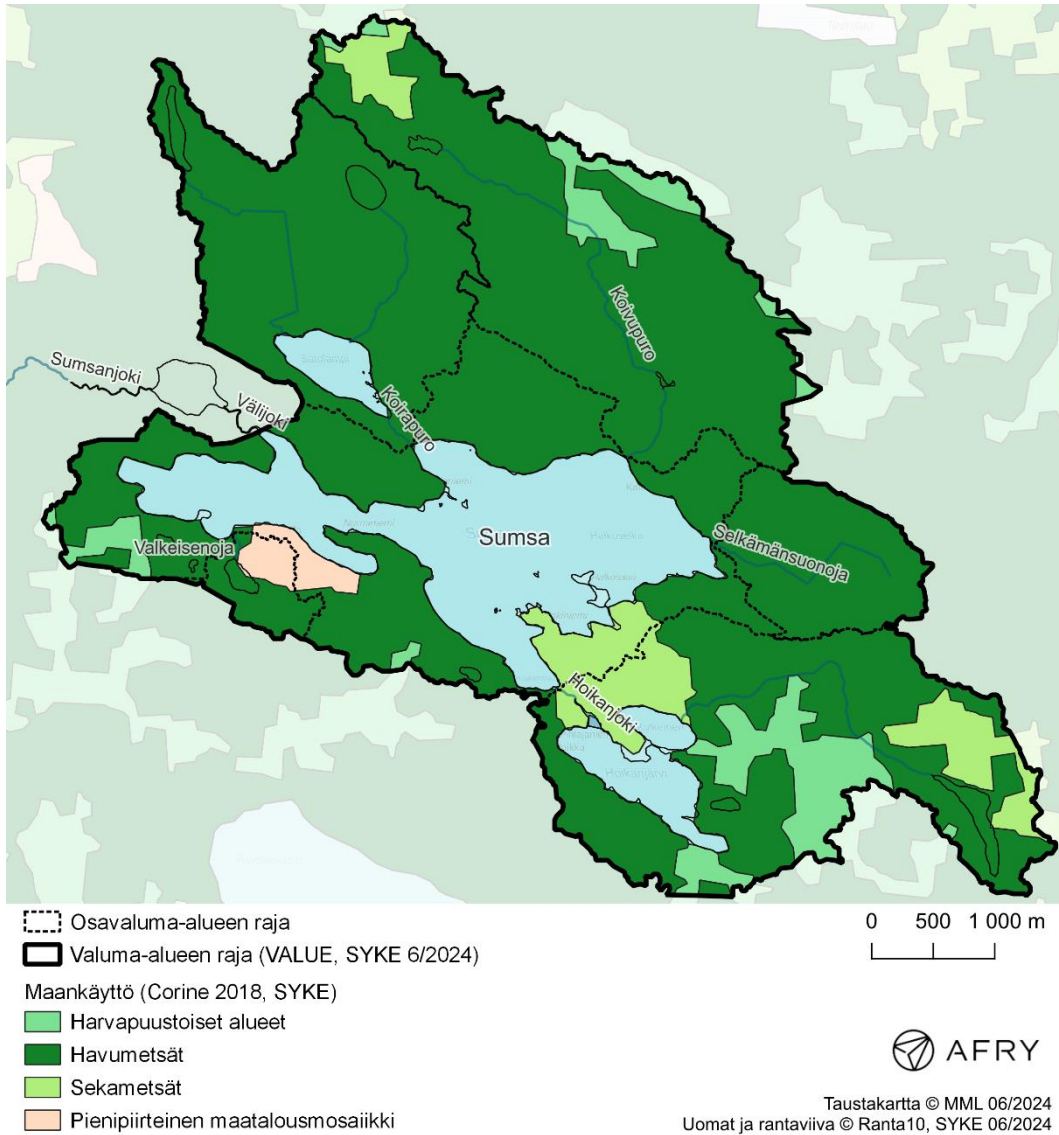 Koivupuro
Sumsanjoki
Välijoki
Koirapuro
Sumsa
Selkämänsuonoja
Valkeisenoja
Hoikanjoki
Hoikanjärvi
Osavaluma-alueen raja
0 500 1 000 m
Valuma-alueen raja (VALUE, SYKE 6/2024)
Maankäyttö (Corine 2018, SYKE)
Harvapuustoiset alueet
Havumetsät
AFRY
Sekametsät
Taustakartta © MML 06/2024
Pienipiirteinen maatalousmosaiikki
Uomat ja rantaviiva © Ranta10, SYKE 06/2024